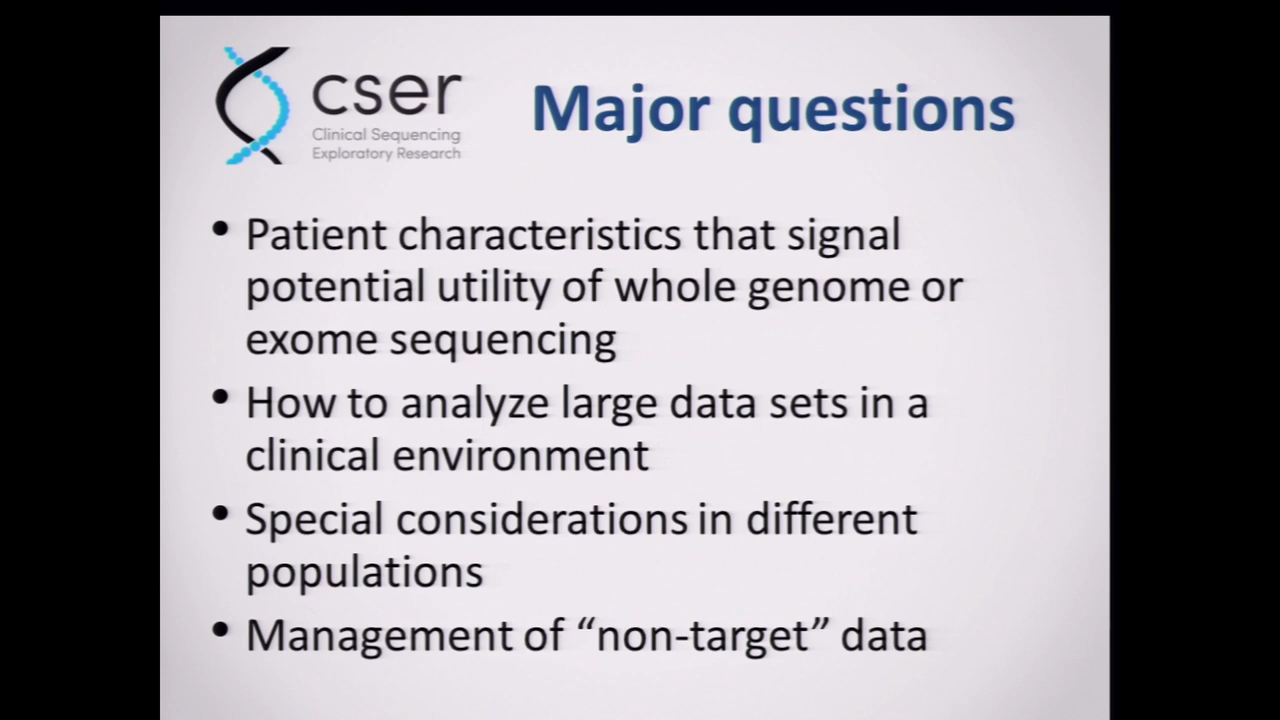 cser
Clinical Sequencing
Exploratory Research
Major questions
• Patient characteristics that signal
potential utility of whole genome or
exome sequencing
• How to analyze large data sets in a
clinical environment
• Special considerations in different
populations
• Management of “non-target” data